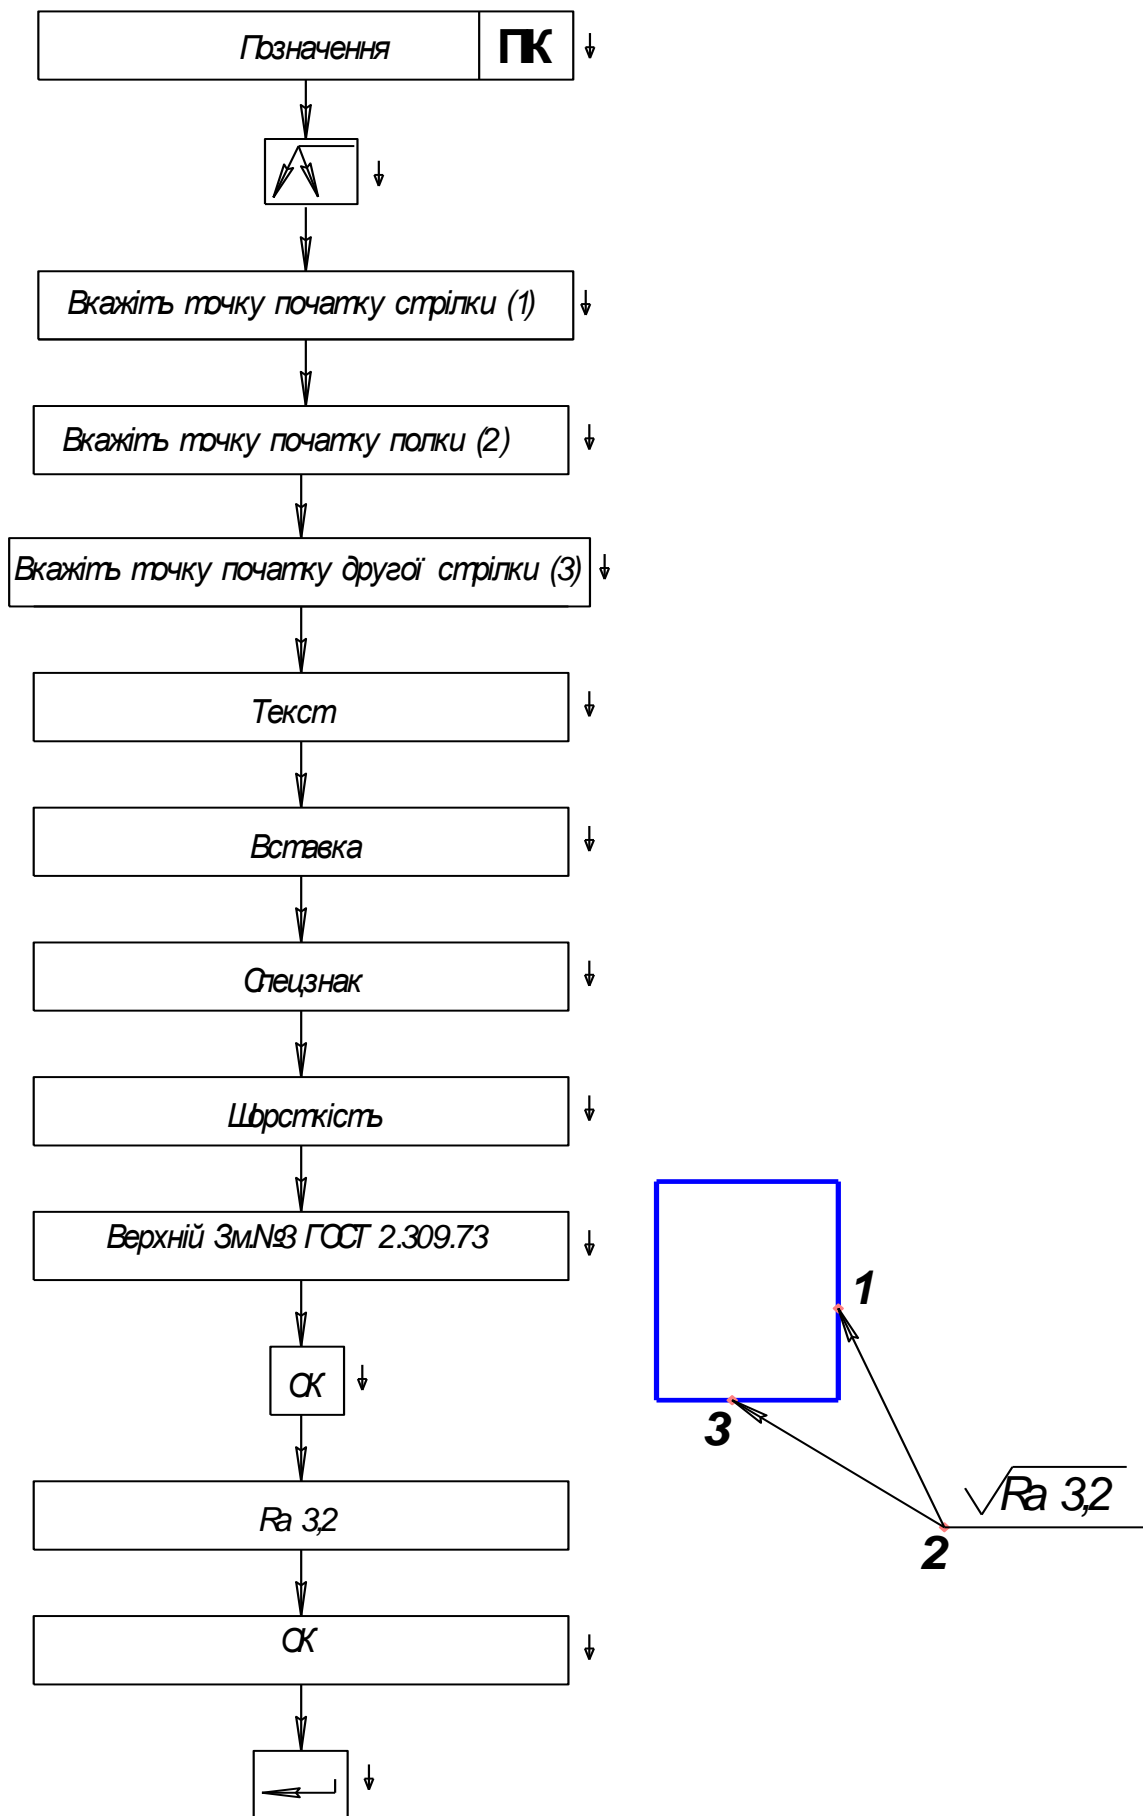 Позначення ПК
Вкажіть точку початку стрілки (1)
Вкажіть точку початку полки (2)
Вкажіть точку початку другої стрілки (3)
Текст
Вставка
Спецзнак
Шорсткість
Верхній Зм.№3 ГОСТ 2.309.73
ОК
Ra 3,2
ОК
1
3
Ra 3,2
2